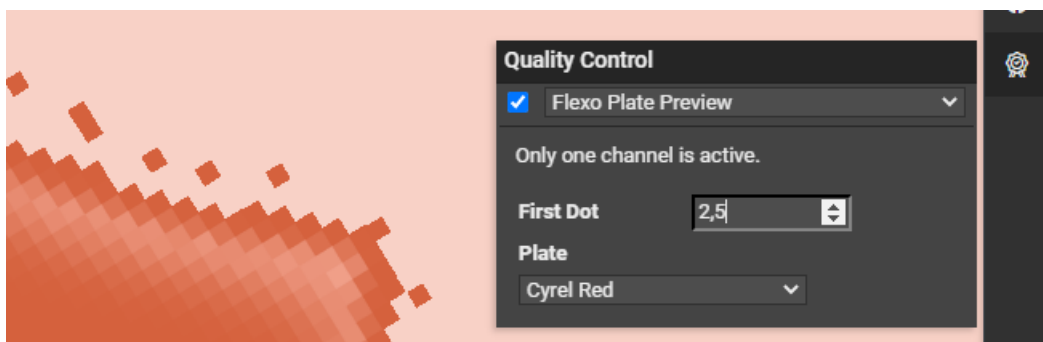 Quality Control
Flexo Plate Preview
Only one channel is active.
First Dot 2,5
Plate
Cyrel Red